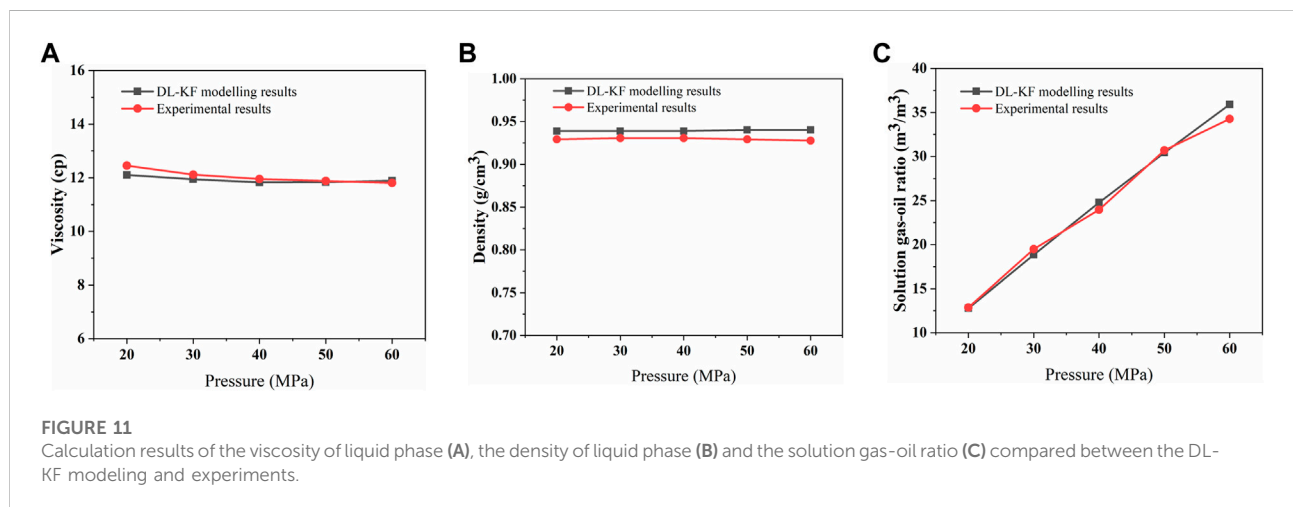 A
16
14
12
10
8
6
Viscosity (cp)
DL-KF modelling results
Experimental results
20 30 40 50 60
Pressure (MPa)
B
1.00
0.95
0.90
0.85
0.80
0.75
0.70
Density (g/cm³)
DL-KF modelling results
Experimental results
20 30 40 50 60
Pressure (MPa)
C
40
35
30
25
20
15
10
Solution gas-oil ratio (m³/m³)
DL-KF modelling results
Experimental results
20 30 40 50 60
Pressure (MPa)
FIGURE 11
Calculation results of the viscosity of liquid phase (A), the density of liquid phase (B) and the solution gas-oil ratio (C) compared between the DL-
KF modeling and experiments.